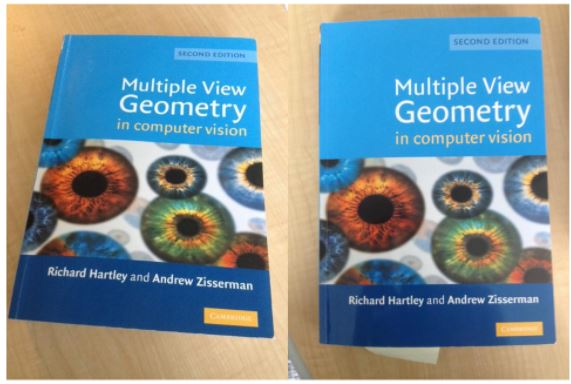 SECOND EDITION
Multiple View
Geometry
in computer vision
Richard Hartley and Andrew Zisserman
CAMBRIDGE
SECOND EDITION
Multiple View
Geometry
in computer vision
Richard Hartley and Andrew Zisserman
CAMBRIDGE